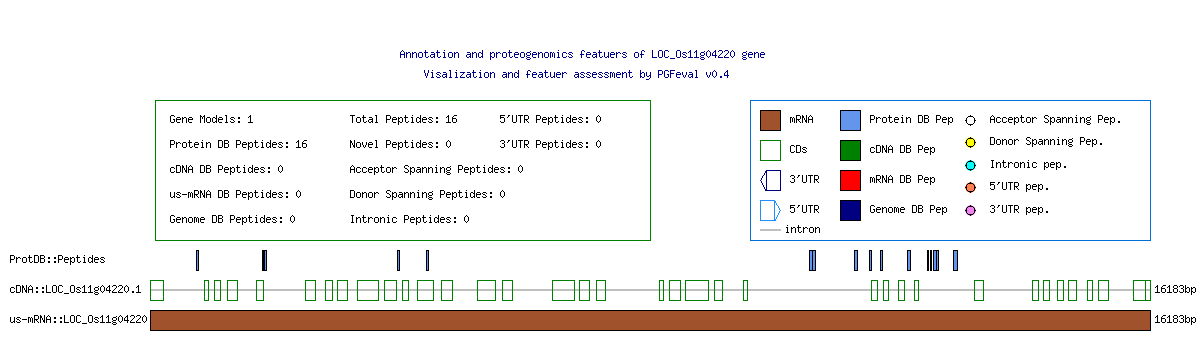 Annotation and proteogenomics featuers of LOC_Os11g04220 gene
Visalization and featuer assessment by PGFeval v0.4
Gene Models: 1 Total Peptides: 16 5'UTR Peptides: 0
Protein DB Peptides: 16 Novel Peptides: 0 3'UTR Peptides: 0
cDNA DB Peptides: 0 Acceptor Spanning Peptides: 0
us-mRNA DB Peptides: 0 Donor Spanning Peptides: 0
Genome DB Peptides: 0 Intronic Peptides: 0
mRNA Protein DB Pep Acceptor Spanning Pep.
CDs cDNA DB Pep Donor Spanning Pep.
3'UTR mRNA DB Pep Intronic pep.
5'UTR Genome DB Pep 5'UTR pep.
intron 3'UTR pep.
ProtDB::Peptides
cDNA::LOC_Os11g04220.1 16183bp
us-mRNA::LOC_Os11g04220 16183bp